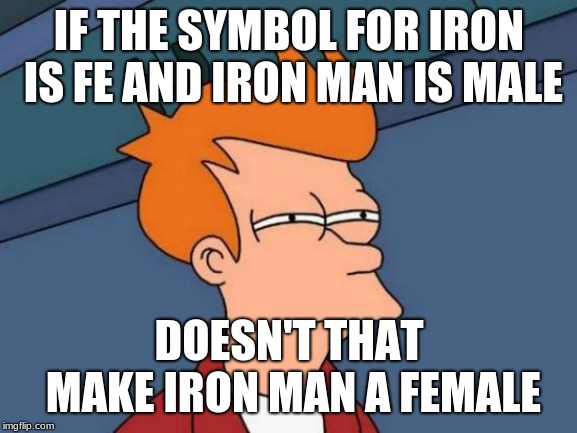 IF THE SYMBOL FOR IRON
IS FE AND IRON MAN IS MALE
DOESN'T THAT
MAKE IRON MAN A FEMALE
imgflip.com